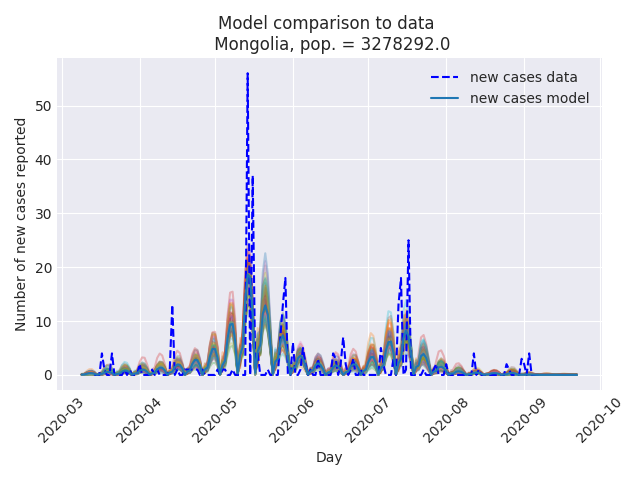 Model comparison to data
Mongolia, pop. = 3278292.0
new cases data
new cases model
Number of new cases reported
50
40
30
20
10
0
2020-03
2020-04
2020-05
2020-06
2020-07
2020-08
2020-09
2020-10
Day